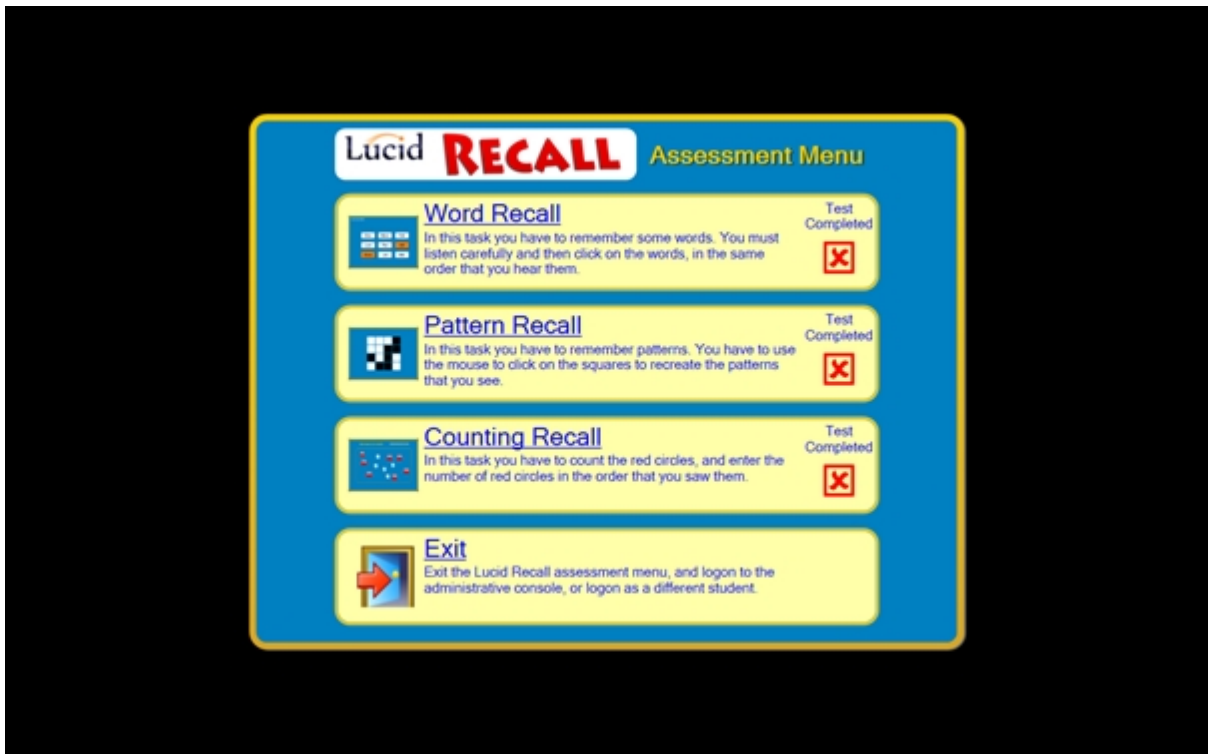 Lucid RECALL Assessment Menu
Word Recall
In this task you have to remember some words. You must
listen carefully and then click on the words, in the same
order that you hear them.
Test
Completed
Pattern Recall
In this task you have to remember patterns. You have to use
the mouse to click on the squares to recreate the patterns
that you see.
Test
Completed
Counting Recall
In this task you have to count the red circles, and enter the
number of red circles in the order that you saw them.
Test
Completed
Exit
Exit the Lucid Recall assessment menu, and logon to the
administrative console, or logon as a different student.